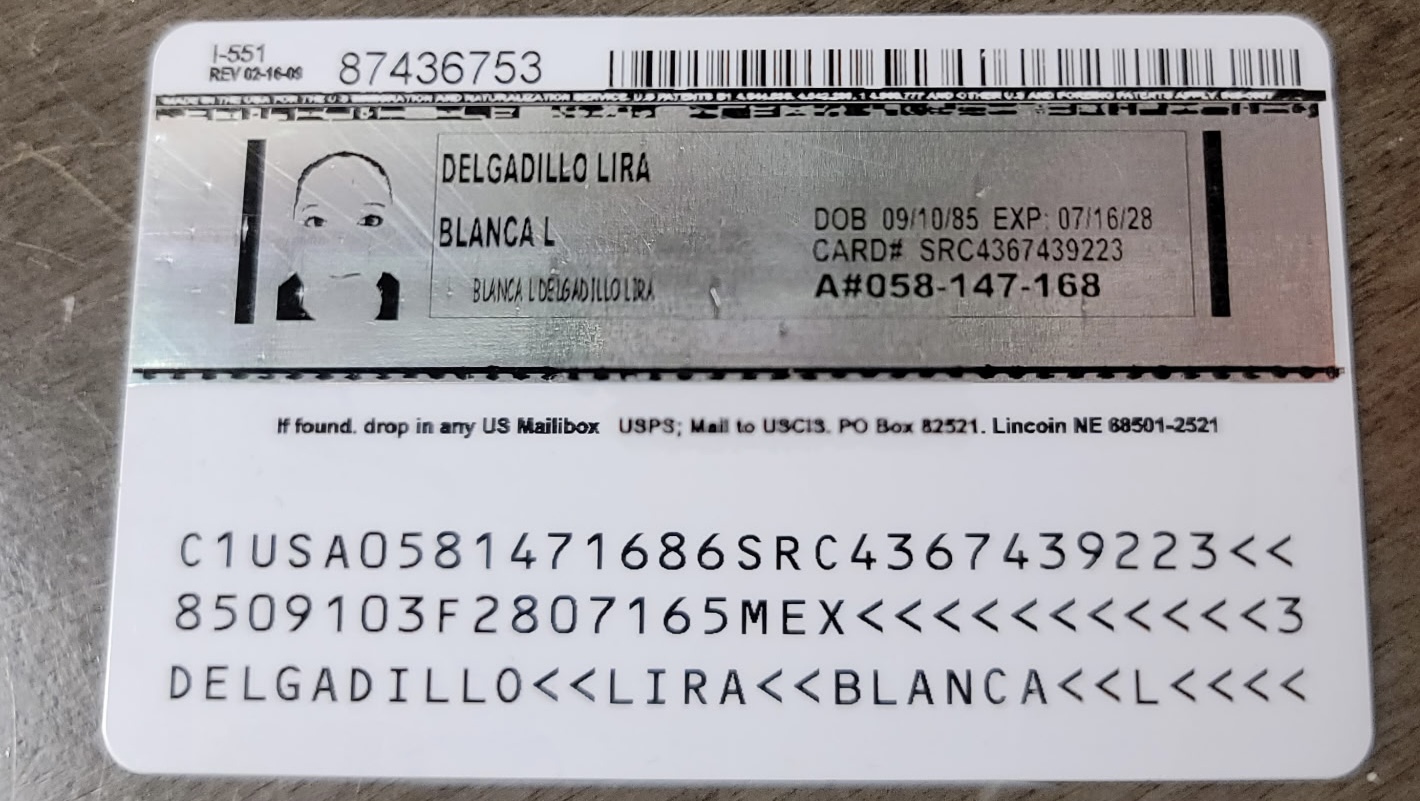 I-551
REV 02-16-09
87436753
DELGADILLO LIRA
BLANCA L
DOB 09/10/85 EXP: 07/16/28
CARD# SRC4367439223
BLANCA L DELGADILLO LIRA
A#058-147-168
If found. drop in any US Mailibox USPS; Mail to USCIS. PO Box 82521. Lincoin NE 68501-2521
C1USA0581471686SRC4367439223<<
8509103F2807165MEX<<<<<<<<<<<3
DELGADILLO<<LIRA<<BLANCA<<L<<<<